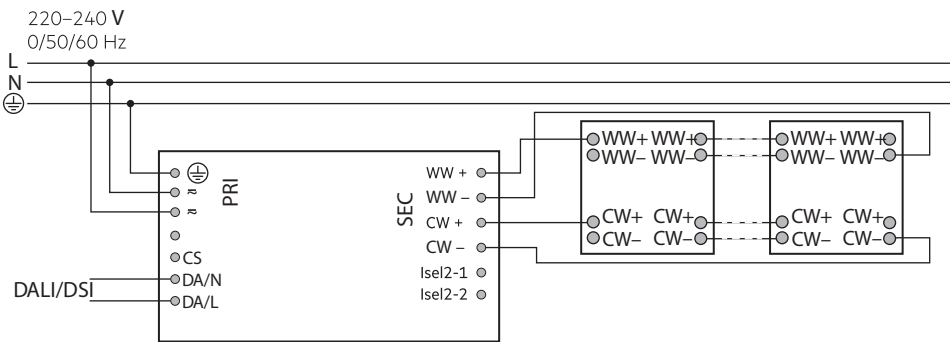 220–240 V
0/50/60 Hz
L
N
PRI
≂
≂
CS
DA/N
DA/L
DALI/DSI
SEC
WW +
WW –
CW +
CW –
Isel2-1
Isel2-2
WW+ WW+
WW– WW–
CW+ CW+
CW– CW–
WW+ WW+
WW– WW–
CW+ CW+
CW– CW–